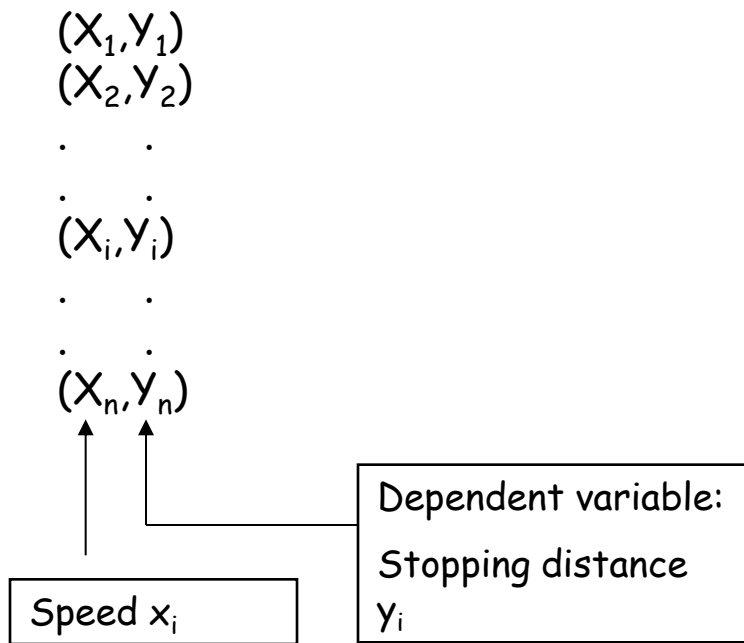 (X₁,Y₁)
(X₂,Y₂)
. .
. .
(Xᵢ,Yᵢ)
. .
. .
(Xₙ,Yₙ)
Dependent variable:
Stopping distance
yᵢ
Speed xᵢ